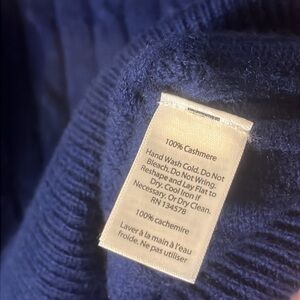 100% Cashmere
Hand Wash Cold. Do Not
Bleach. Do Not Wring.
Reshape and Lay Flat to
Dry. Cool Iron if
Necessary. Or Dry Clean.
RN 134578
100% cachemire
Laver à la main à l'eau
froide. Ne pas utiliser